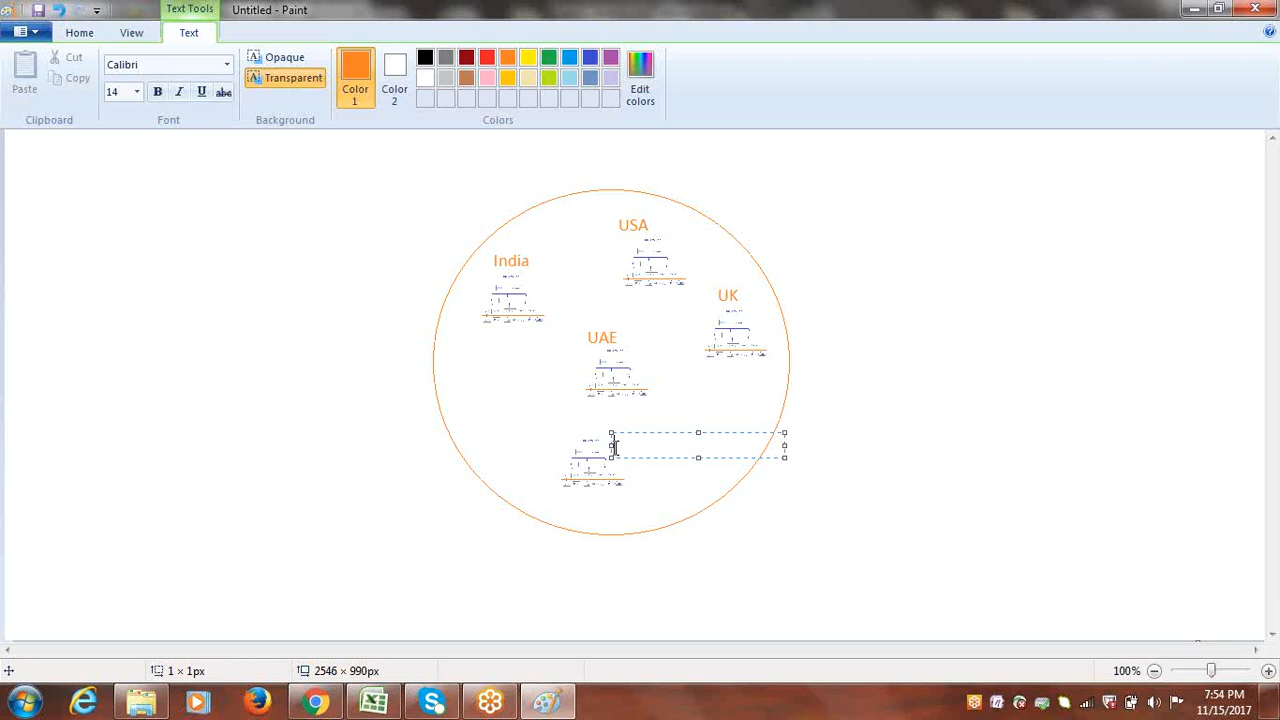 Text Tools
Untitled - Paint
Home
View
Text
Paste
Cut
Copy
Clipboard
Calibri
14
B I U abc
Font
Opaque
Transparent
Background
Color
1
Color
2
Edit
colors
Colors
USA
India
UK
UAE
1 × 1px
2546 × 990px
100%
7:54 PM
11/15/2017